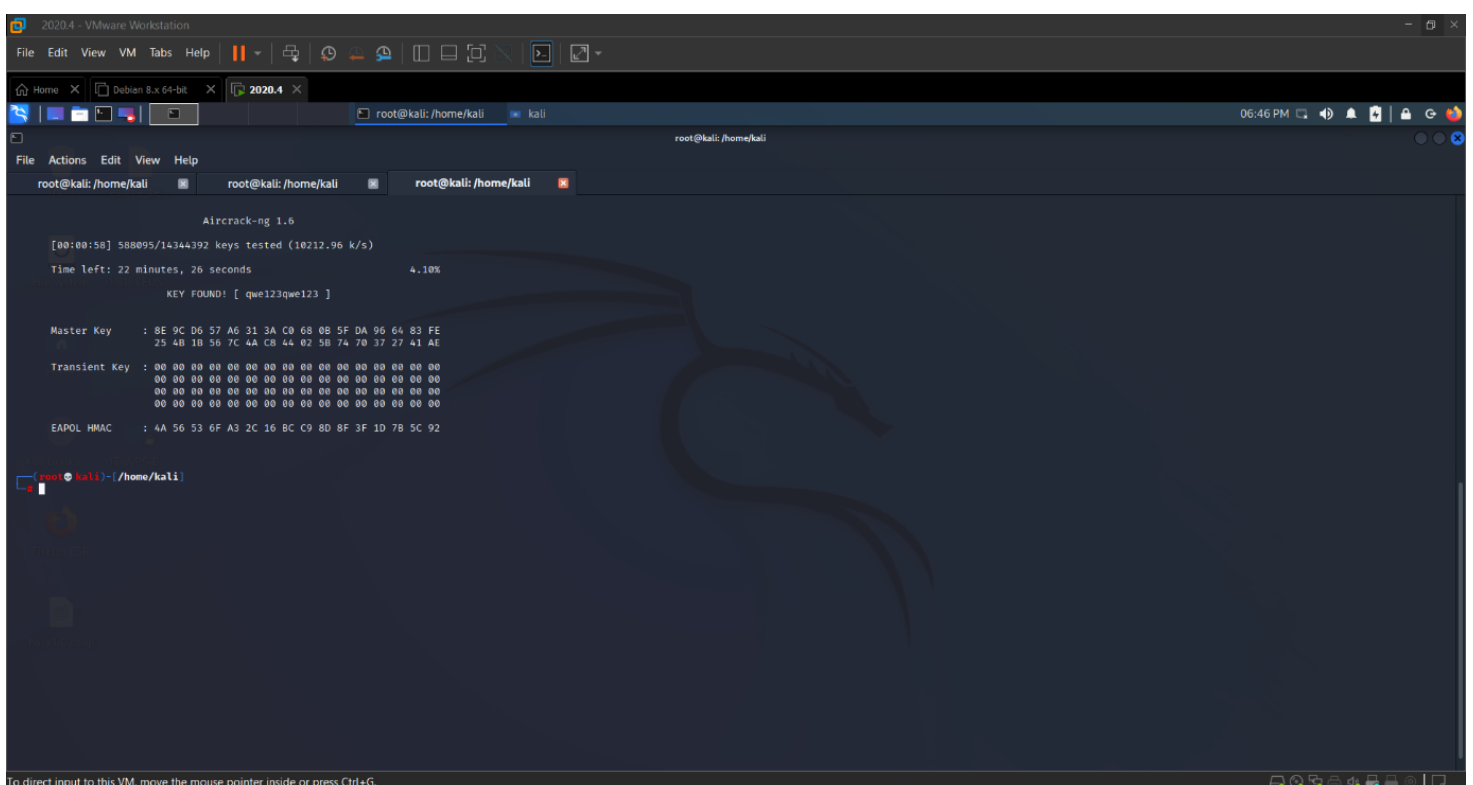 2020.4 - VMware Workstation
File Edit View VM Tabs Help
Home Debian 8.x 64-bit 2020.4
root@kali: /home/kali kali 06:46 PM
root@kali: /home/kali
File Actions Edit View Help
root@kali: /home/kali root@kali: /home/kali root@kali: /home/kali
Aircrack-ng 1.6
[00:00:58] 588095/14344392 keys tested (10212.96 k/s)
Time left: 22 minutes, 26 seconds 4.10%
KEY FOUND! [ qwe123qwe123 ]
Master Key : 8E 9C D6 57 A6 31 3A C0 68 0B 5F DA 96 64 83 FE
25 4B 1B 56 7C 4A C8 44 02 5B 74 70 37 27 41 AE
Transient Key : 00 00 00 00 00 00 00 00 00 00 00 00 00 00 00 00
00 00 00 00 00 00 00 00 00 00 00 00 00 00 00 00
00 00 00 00 00 00 00 00 00 00 00 00 00 00 00 00
00 00 00 00 00 00 00 00 00 00 00 00 00 00 00 00
EAPOL HMAC : 4A 56 53 6F A3 2C 16 BC C9 8D 8F 3F 1D 7B 5C 92
(root kali)-[/home/kali]
#
To direct input to this VM, move the mouse pointer inside or press Ctrl+G.